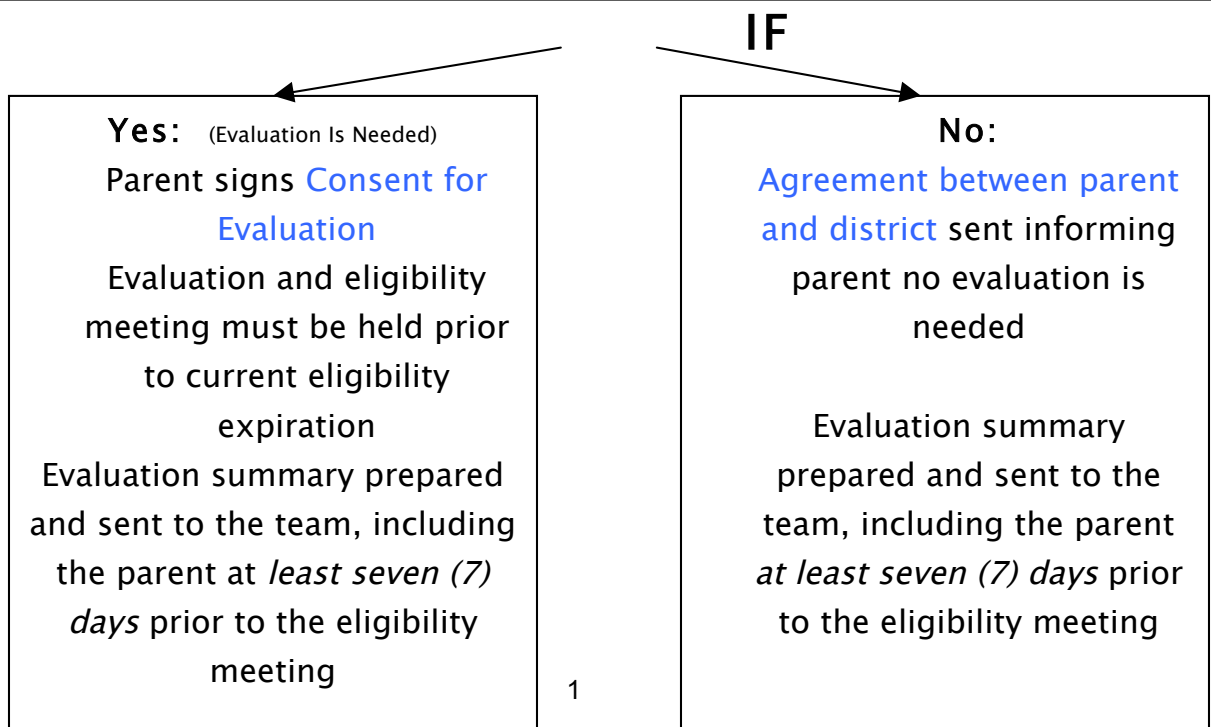 IF
Yes: (Evaluation Is Needed)
Parent signs Consent for
Evaluation
Evaluation and eligibility
meeting must be held prior
to current eligibility
expiration
Evaluation summary prepared
and sent to the team, including
the parent at least seven (7)
days prior to the eligibility
meeting
No:
Agreement between parent
and district sent informing
parent no evaluation is
needed
Evaluation summary
prepared and sent to the
team, including the parent
at least seven (7) days prior
to the eligibility meeting
1